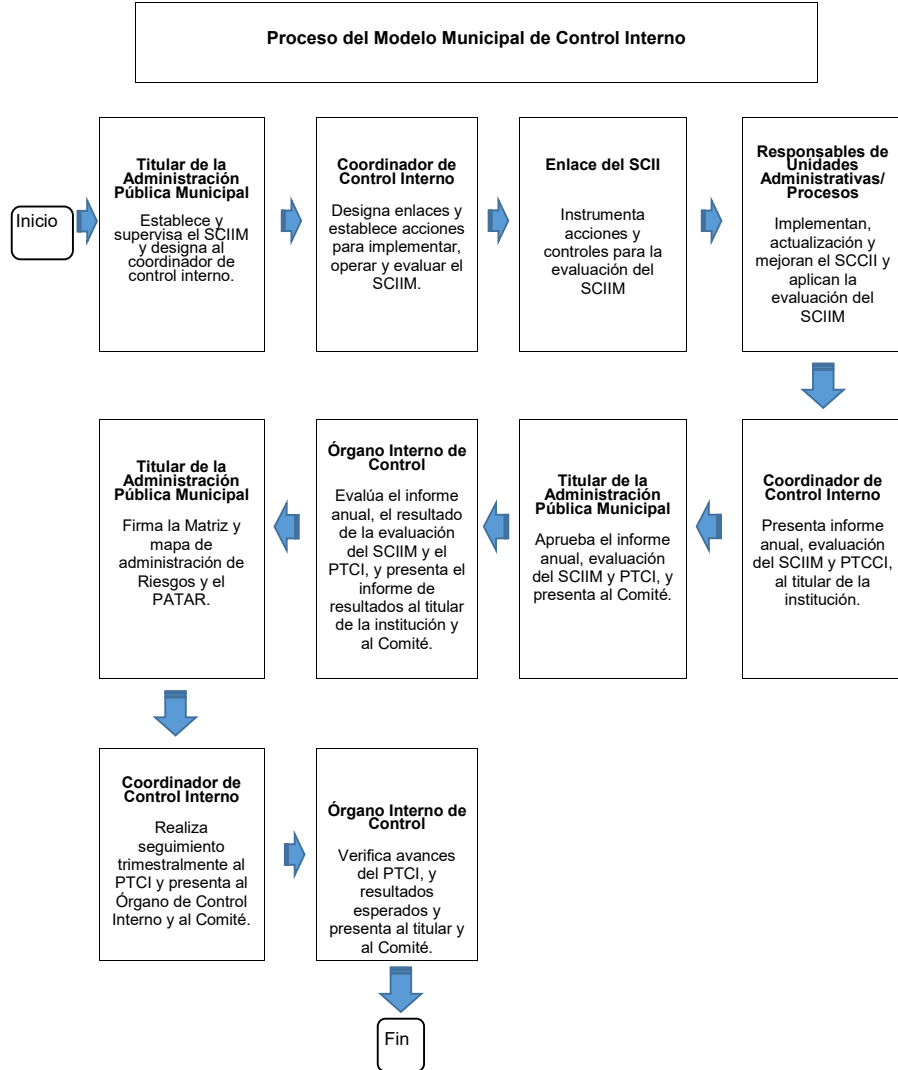 Proceso del Modelo Municipal de Control Interno
Inicio
Titular de la
Administración
Pública Municipal
Establece y
supervisa el SCIIM
y designa al
coordinador de
control interno.
Coordinador de
Control Interno
Designa enlaces y
establece acciones
para implementar,
operar y evaluar el
SCIIM.
Enlace del SCII
Instrumenta
acciones y
controles para la
evaluación del
SCIIM
Responsables de
Unidades
Administrativas/
Procesos
Implementan,
actualización y
mejoran el SCCII y
aplican la
evaluación del
SCIIM
Coordinador de
Control Interno
Presenta informe
anual, evaluación
del SCIIM y PTCCI,
al titular de la
institución.
Titular de la
Administración
Pública Municipal
Aprueba el informe
anual, evaluación
del SCIIM y PTCI, y
presenta al Comité.
Órgano Interno de
Control
Evalúa el informe
anual, el resultado
de la evaluación
del SCIIM y el
PTCI, y presenta el
informe de
resultados al titular
de la institución y
al Comité.
Titular de la
Administración
Pública Municipal
Firma la Matriz y
mapa de
administración de
Riesgos y el
PATAR.
Coordinador de
Control Interno
Realiza
seguimiento
trimestralmente al
PTCI y presenta al
Órgano de Control
Interno y al Comité.
Órgano Interno de
Control
Verifica avances
del PTCI, y
resultados
esperados y
presenta al titular y
al Comité.
Fin